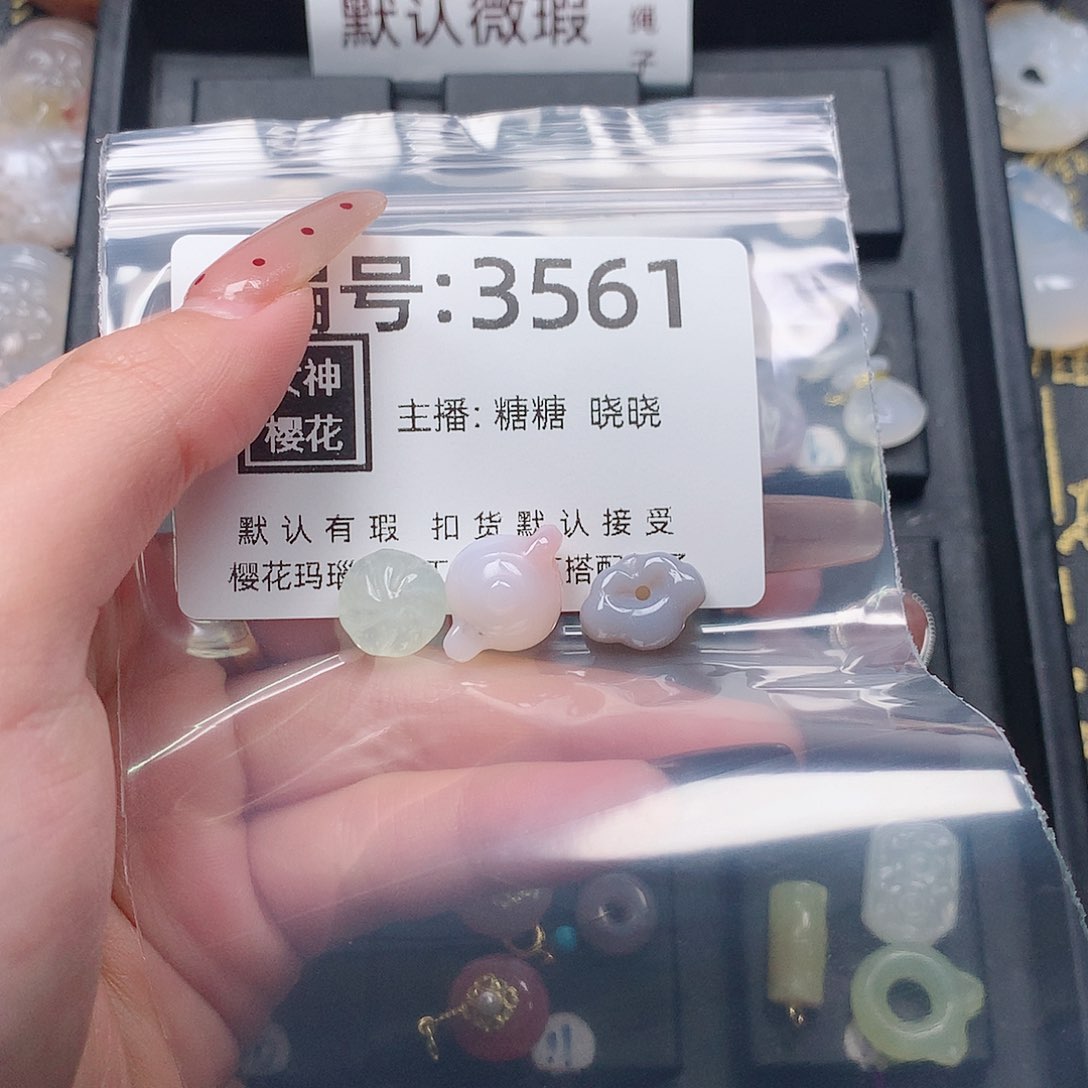 默认微瑕
绳子
号:3561
女神
樱花
主播: 糖糖 晓晓
默认有瑕 扣货默认接受
樱花玛瑙 搭配